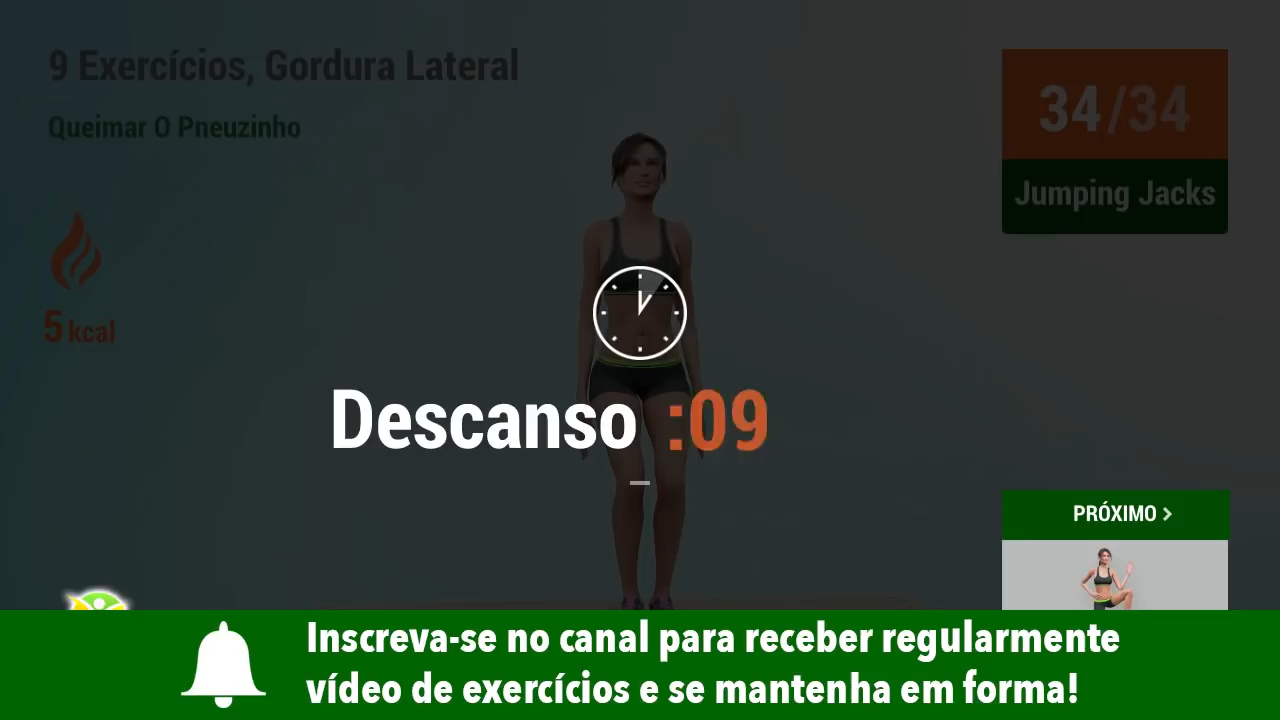 9 Exercícios, Gordura Lateral
Queimar O Pneuzinho
34/34
Jumping Jacks
5 kcal
Descanso :09
PRÓXIMO >
Inscreva-se no canal para receber regularmente
vídeo de exercícios e se mantenha em forma!